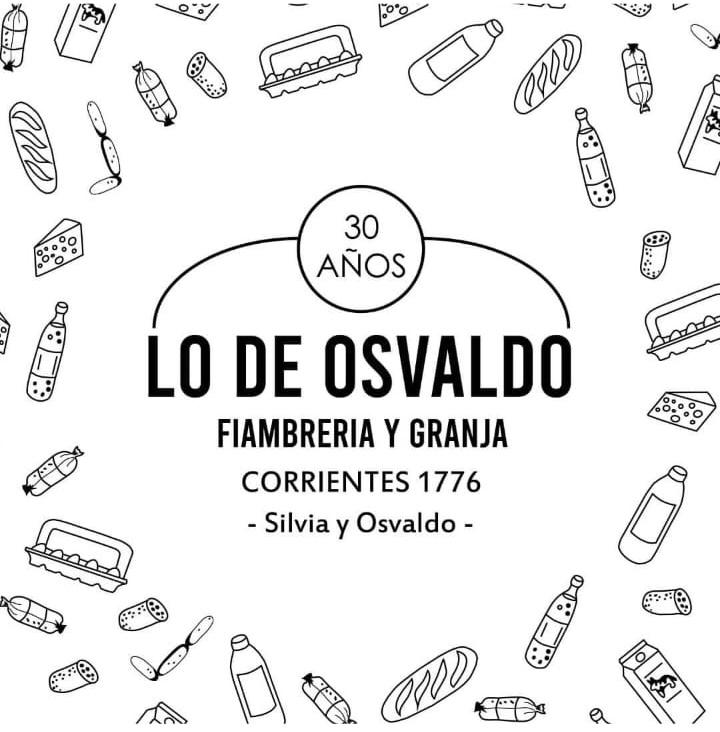 30
AÑOS
LO DE OSVALDO
FIAMBRERIA Y GRANJA
CORRIENTES 1776
- Silvia y Osvaldo -